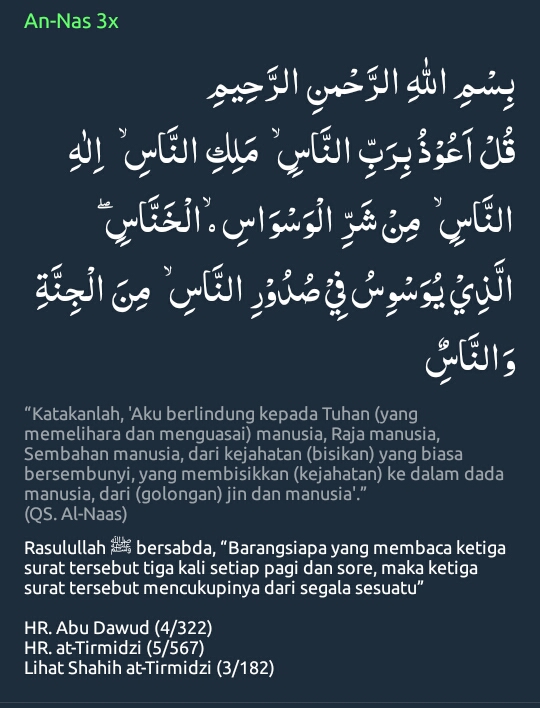 An-Nas 3x
بِسْمِ اللّٰهِ الرَّحْمٰنِ الرَّحِيمِ
قُلْ اَعُوْذُ بِرَبِّ النَّاسِۙ مَلِكِ النَّاسِۙ اِلٰهِ
النَّاسِۙ مِنْ شَرِّ الْوَسْوَاسِ ەۙ الْخَنَّاسِۖ
الَّذِيْ يُوَسْوِسُ فِيْ صُدُوْرِ النَّاسِۙ مِنَ الْجِنَّةِ
وَالنَّاسِ
“Katakanlah, 'Aku berlindung kepada Tuhan (yang
memelihara dan menguasai) manusia, Raja manusia,
Sembahan manusia, dari kejahatan (bisikan) yang biasa
bersembunyi, yang membisikkan (kejahatan) ke dalam dada
manusia, dari (golongan) jin dan manusia'.”
(QS. Al-Naas)
Rasulullah ﷺ bersabda, “Barangsiapa yang membaca ketiga
surat tersebut tiga kali setiap pagi dan sore, maka ketiga
surat tersebut mencukupinya dari segala sesuatu”
HR. Abu Dawud (4/322)
HR. at-Tirmidzi (5/567)
Lihat Shahih at-Tirmidzi (3/182)